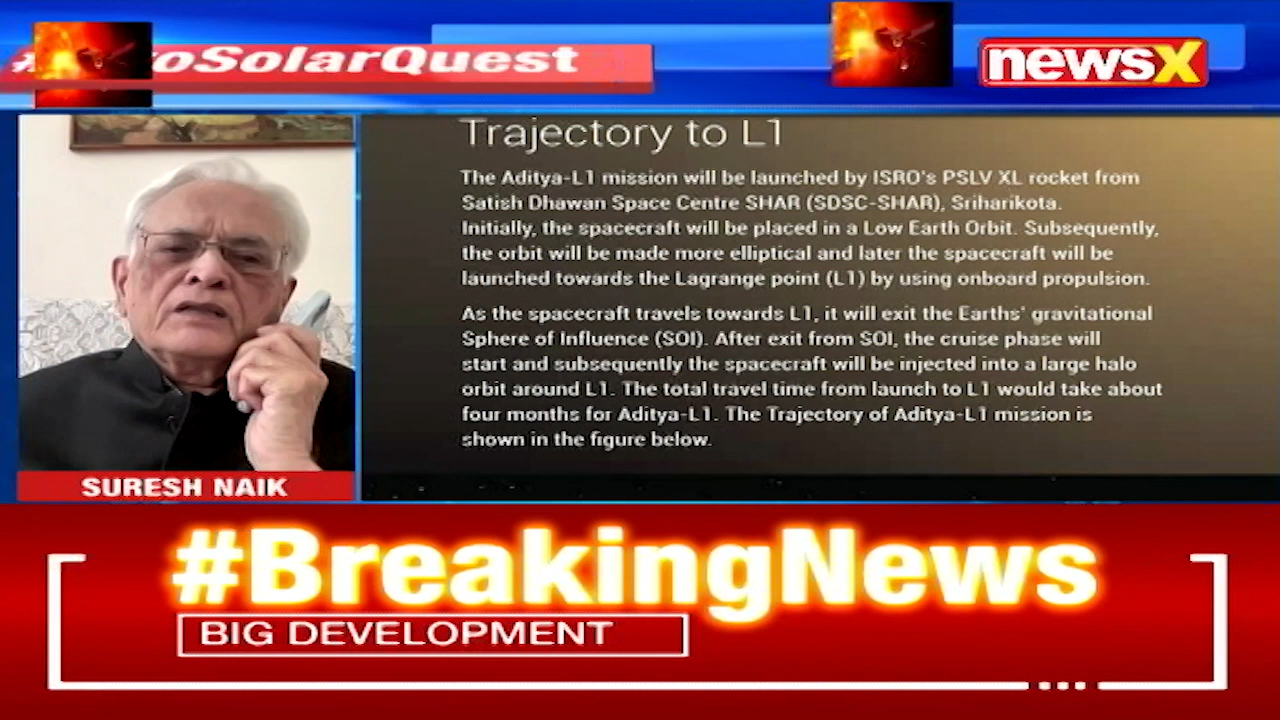 #
roSolarQuest
newsX
Trajectory to L1
The Aditya-L1 mission will be launched by ISRO's PSLV XL rocket from
Satish Dhawan Space Centre SHAR (SDSC-SHAR), Sriharikota.
Initially, the spacecraft will be placed in a Low Earth Orbit. Subsequently,
the orbit will be made more elliptical and later the spacecraft will be
launched towards the Lagrange point (L1) by using onboard propulsion.
As the spacecraft travels towards L1, it will exit the Earths' gravitational
Sphere of Influence (SOI). After exit from SOI, the cruise phase will
start and subsequently the spacecraft will be injected into a large halo
orbit around L1. The total travel time from launch to L1 would take about
four months for Aditya-L1. The Trajectory of Aditya-L1 mission is
shown in the figure below.
SURESH NAIK
#BreakingNews
BIG DEVELOPMENT